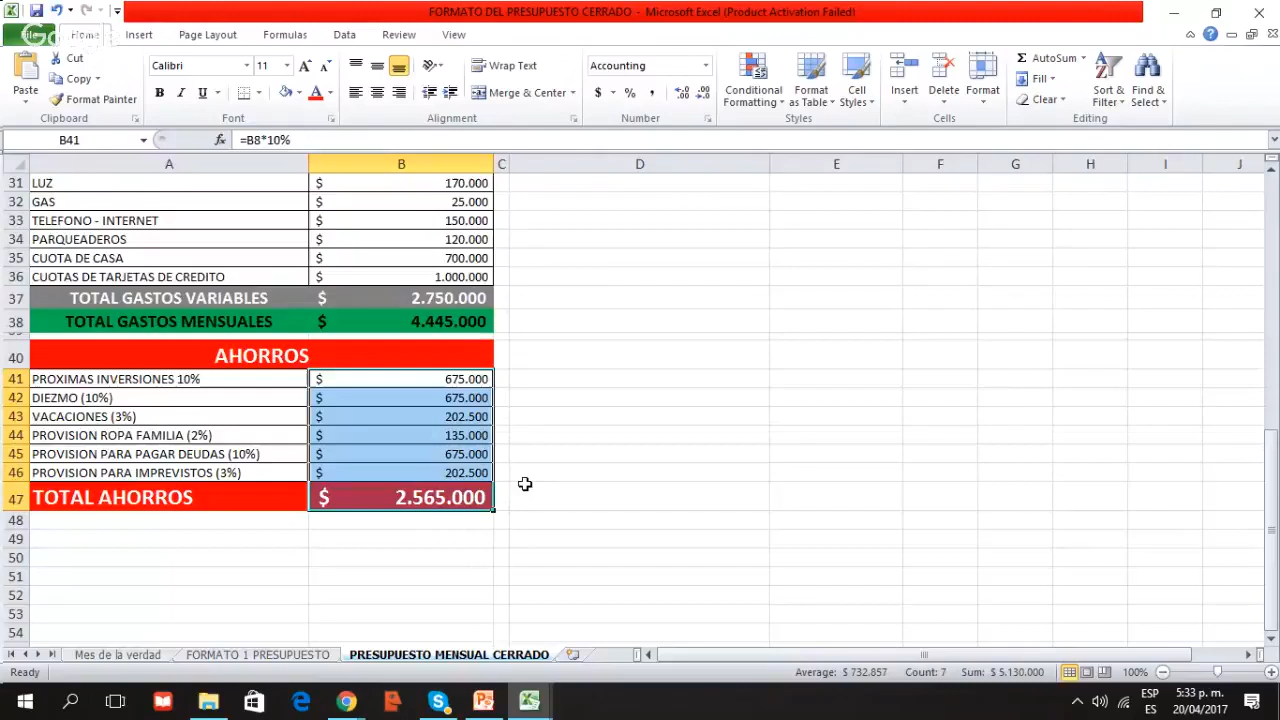 FORMATO DEL PRESUPUESTO CERRADO - Microsoft Excel (Product Activation Failed)
File Home Insert Page Layout Formulas Data Review View
Google
Paste
Cut
Copy
Format Painter
Clipboard
Calibri 11
B I U
Font
Wrap Text
Merge & Center
Alignment
Accounting
$ % ,
Number
Conditional Formatting
Format as Table
Cell Styles
Styles
Insert
Delete
Format
Cells
Σ AutoSum
Fill
Clear
Sort & Filter
Find & Select
Editing
B41 fx =B8*10%
A B C D E F G H I J
31 LUZ $ 170.000
32 GAS $ 25.000
33 TELEFONO - INTERNET $ 150.000
34 PARQUEADEROS $ 120.000
35 CUOTA DE CASA $ 700.000
36 CUOTAS DE TARJETAS DE CREDITO $ 1.000.000
37 TOTAL GASTOS VARIABLES $ 2.750.000
38 TOTAL GASTOS MENSUALES $ 4.445.000
39
40 AHORROS
41 PROXIMAS INVERSIONES 10% $ 675.000
42 DIEZMO (10%) $ 675.000
43 VACACIONES (3%) $ 202.500
44 PROVISION ROPA FAMILIA (2%) $ 135.000
45 PROVISION PARA PAGAR DEUDAS (10%) $ 675.000
46 PROVISION PARA IMPREVISTOS (3%) $ 202.500
47 TOTAL AHORROS $ 2.565.000
48
49
50
51
52
53
54
Mes de la verdad FORMATO 1 PRESUPUESTO PRESUPUESTO MENSUAL CERRADO
Ready Average: $ 732.857 Count: 7 Sum: $ 5.130.000 100%
ESP 5:33 p. m.
ES 20/04/2017